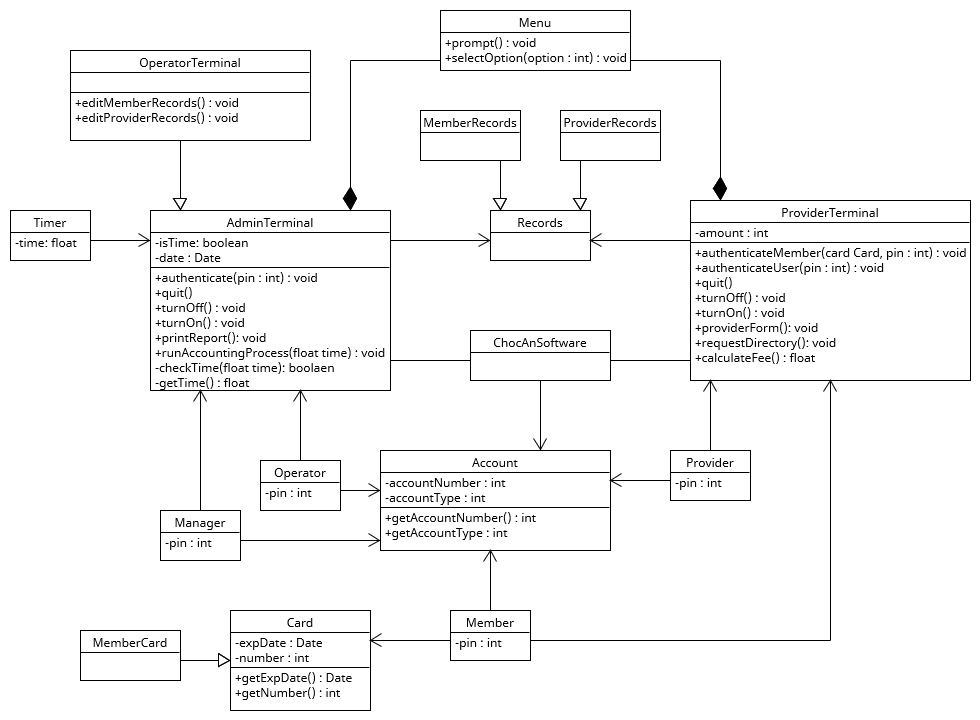 Menu
+prompt() : void
+selectOption(option : int) : void
OperatorTerminal
+editMemberRecords() : void
+editProviderRecords() : void
MemberRecords
ProviderRecords
Timer
-time: float
AdminTerminal
-isTime: boolean
-date : Date
+authenticate(pin : int) : void
+quit()
+turnOff() : void
+turnOn() : void
+printReport(): void
+runAccountingProcess(float time) : void
-checkTime(float time): boolaen
-getTime() : float
Records
ProviderTerminal
-amount : int
+authenticateMember(card Card, pin : int) : void
+authenticateUser(pin : int) : void
+quit()
+turnOff() : void
+turnOn() : void
+providerForm(): void
+requestDirectory(): void
+calculateFee() : float
ChocAnSoftware
Operator
-pin : int
Account
-accountNumber : int
-accountType : int
+getAccountNumber() : int
+getAccountType : int
Provider
-pin : int
Manager
-pin : int
MemberCard
Card
-expDate : Date
-number : int
+getExpDate() : Date
+getNumber() : int
Member
-pin : int